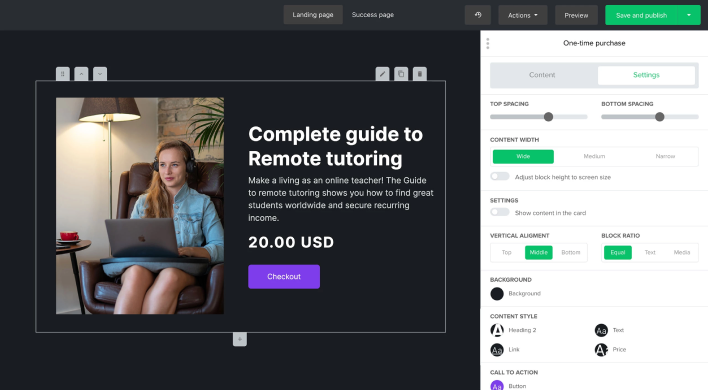 Landing page
Success page
Actions
Preview
Save and publish
One-time purchase
Content
Settings
TOP SPACING
BOTTOM SPACING
CONTENT WIDTH
Wide
Medium
Narrow
Adjust block height to screen size
SETTINGS
Show content in the card
VERTICAL ALIGMENT
BLOCK RATIO
Top
Middle
Bottom
Equal
Text
Media
BACKGROUND
Background
CONTENT STYLE
A
Heading 2
Aa
Text
Aa
Link
A
Price
CALL TO ACTION
Aa
Button
Complete guide to
Remote tutoring
Make a living as an online teacher! The Guide
to remote tutoring shows you how to find great
students worldwide and secure recurring
income.
20.00 USD
Checkout